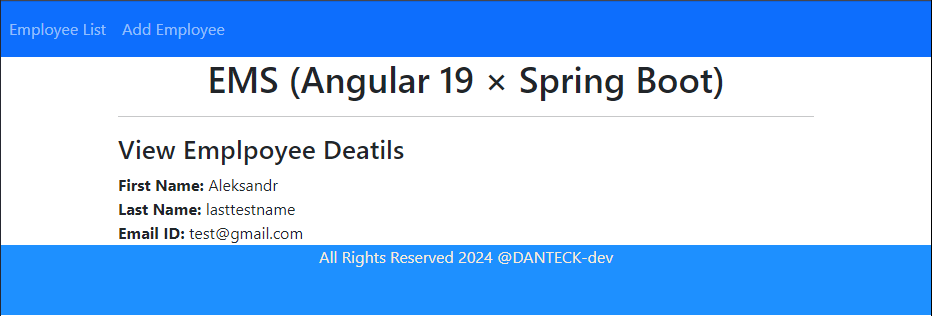 Employee List Add Employee
EMS (Angular 19 × Spring Boot)
View Emplpoyee Deatils
First Name: Aleksandr
Last Name: lasttestname
Email ID: test@gmail.com
All Rights Reserved 2024 @DANTECK-dev